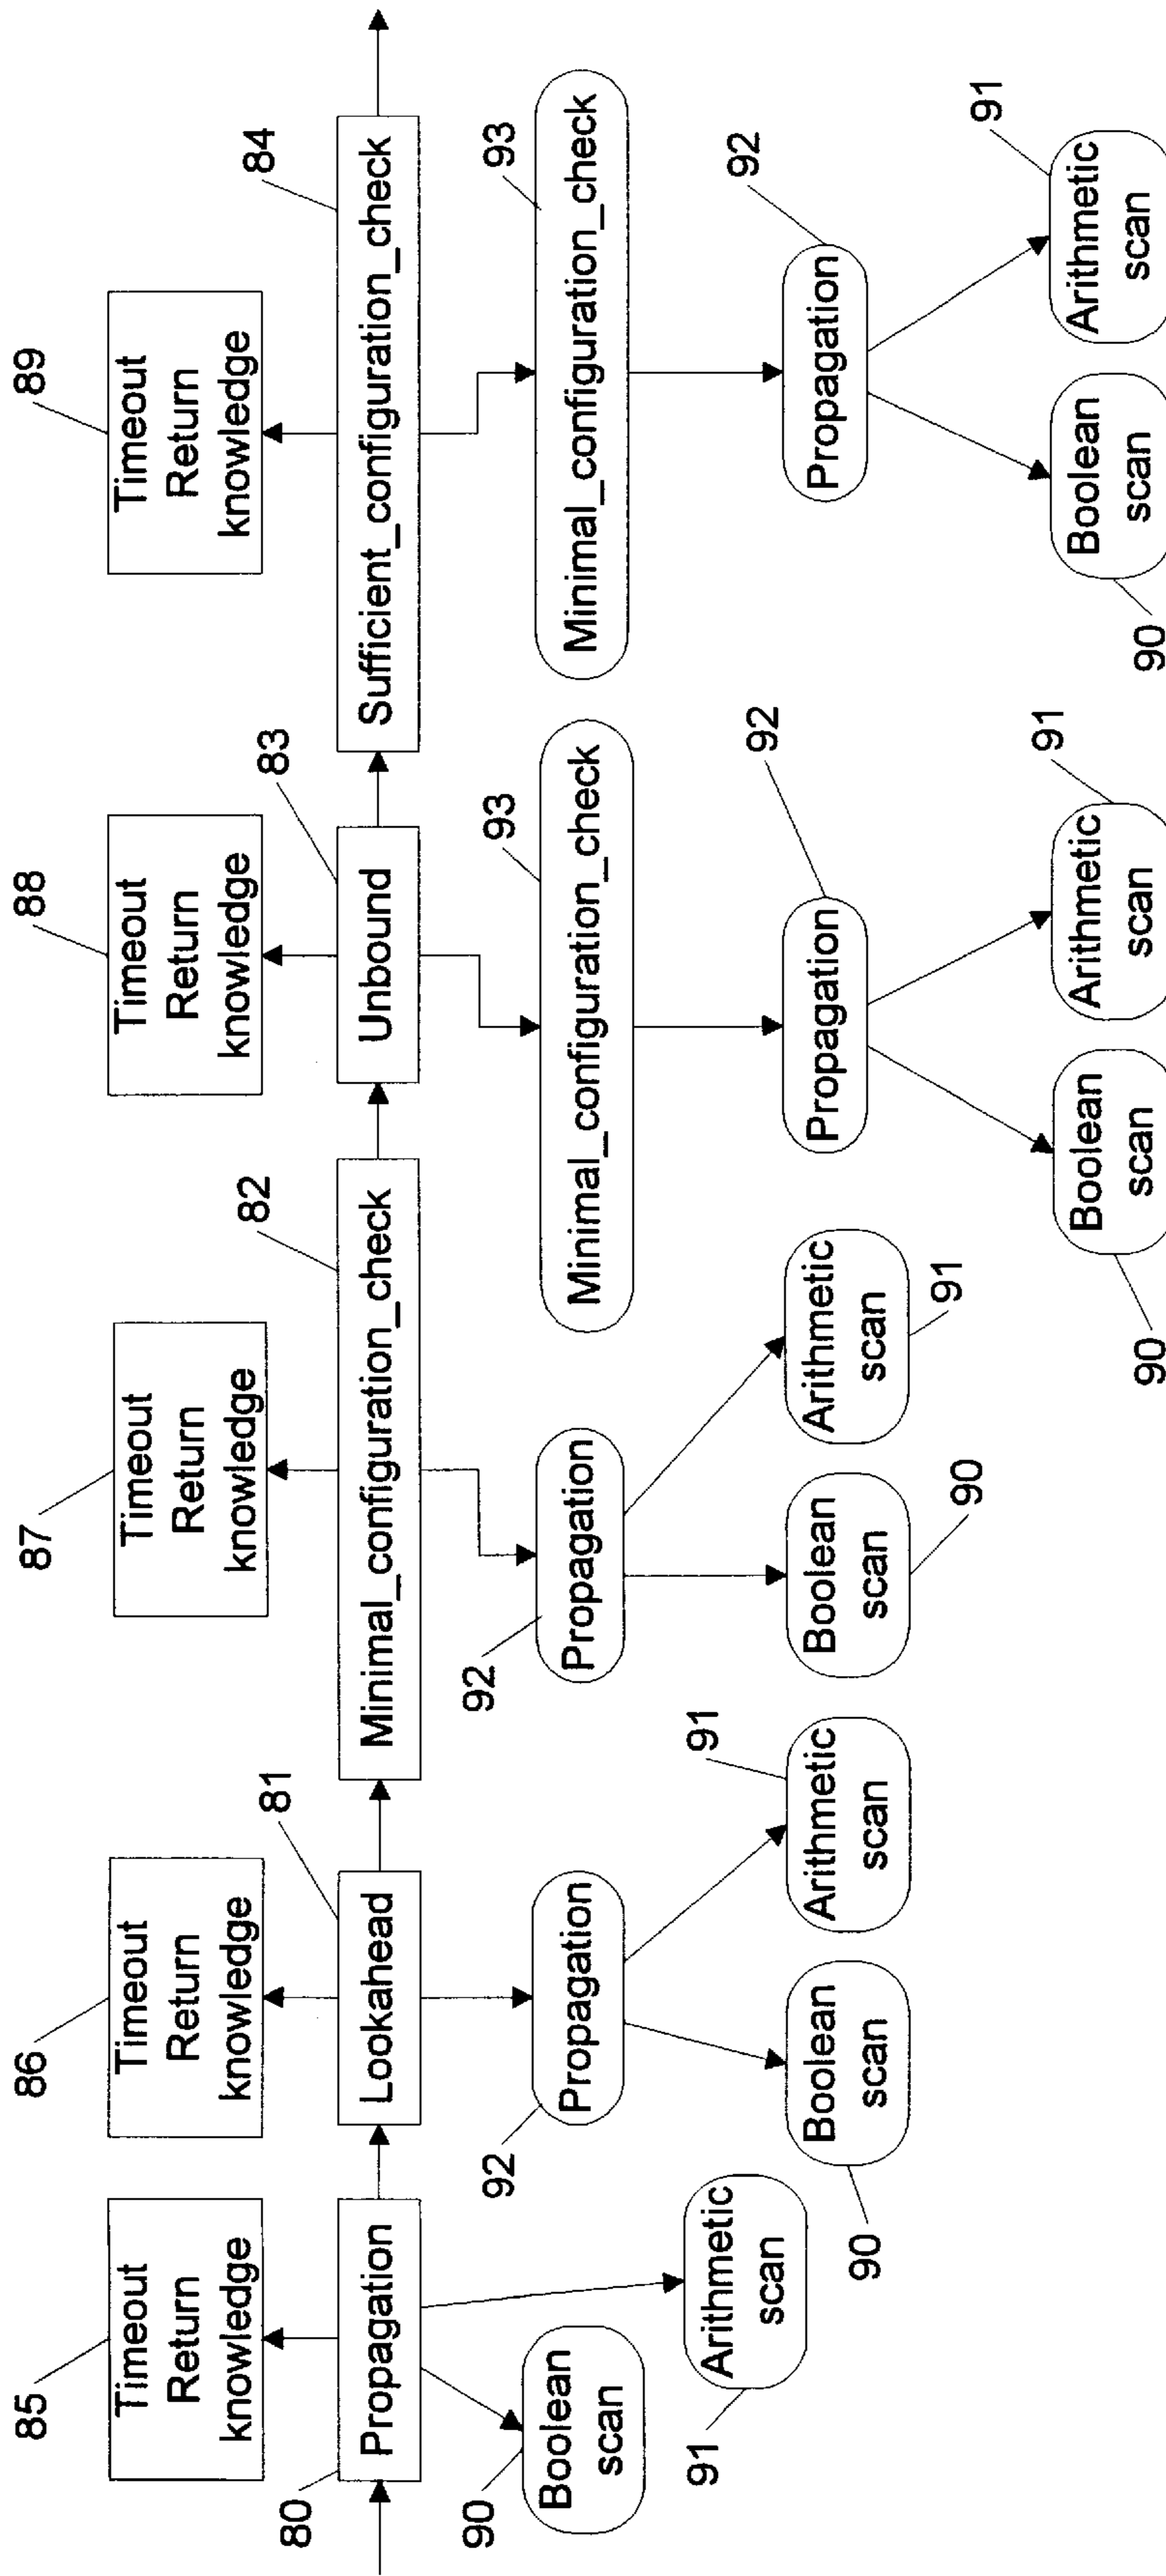 85
Timeout
Return
knowledge
86
Timeout
Return
knowledge
87
Timeout
Return
knowledge
88
Timeout
Return
knowledge
89
Timeout
Return
knowledge
80
Propagation
81
Lookahead
82
Minimal_configuration_check
83
Unbound
84
Sufficient_configuration_check
90
Boolean
scan
91
Arithmetic
scan
92
Propagation
90
Boolean
scan
91
Arithmetic
scan
92
Propagation
90
Boolean
scan
91
Arithmetic
scan
93
Minimal_configuration_check
92
Propagation
90
Boolean
scan
91
Arithmetic
scan
93
Minimal_configuration_check
92
Propagation
90
Boolean
scan
91
Arithmetic
scan